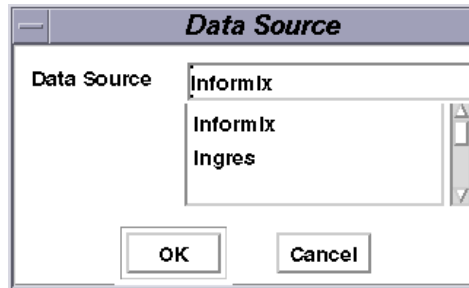 Data Source
Data Source Informix
Informix
Ingres
OK Cancel